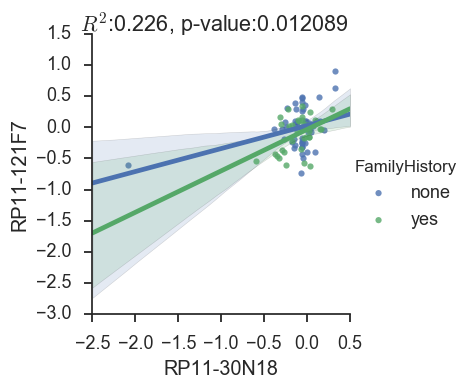 R²:0.226, p-value:0.012089
1.5
1.0
0.5
0.0
−0.5
−1.0
−1.5
−2.0
−2.5
−3.0
RP11-121F7
FamilyHistory
none
yes
−2.5 −2.0 −1.5 −1.0 −0.5 0.0 0.5
RP11-30N18